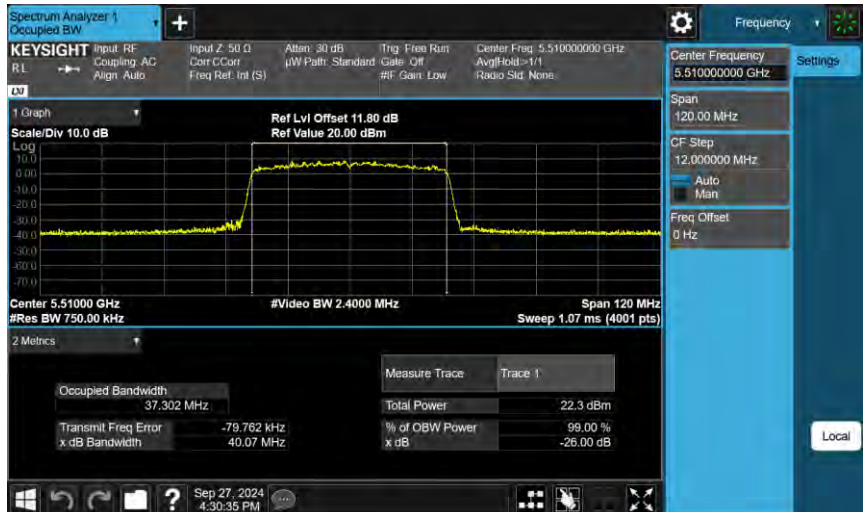 Spectrum Analyzer 1
Occupied BW
+
Frequency
KEYSIGHT
RL
Input: RF
Coupling: AC
Align: Auto
Input Z: 50 Ω
Corr CCorr
Freq Ref: Int (S)
Atten: 30 dB
µW Path: Standard
Trig: Free Run
Gate: Off
#IF Gain: Low
Center Freq: 5.510000000 GHz
Avg|Hold:>1/1
Radio Std: None
LXI
1 Graph
Scale/Div 10.0 dB
Ref Lvl Offset 11.80 dB
Ref Value 20.00 dBm
Log
10.0
0.00
-10.0
-20.0
-30.0
-40.0
-50.0
-60.0
-70.0
Center 5.51000 GHz
#Res BW 750.00 kHz
#Video BW 2.4000 MHz
Span 120 MHz
Sweep 1.07 ms (4001 pts)
2 Metrics
Measure Trace Trace 1
Occupied Bandwidth
37.302 MHz
Total Power 22.3 dBm
Transmit Freq Error -79.762 kHz
% of OBW Power 99.00 %
x dB Bandwidth 40.07 MHz
x dB -26.00 dB
Center Frequency
5.510000000 GHz
Settings
Span
120.00 MHz
CF Step
12.000000 MHz
Auto
Man
Freq Offset
0 Hz
Local
?
Sep 27, 2024
4:30:35 PM